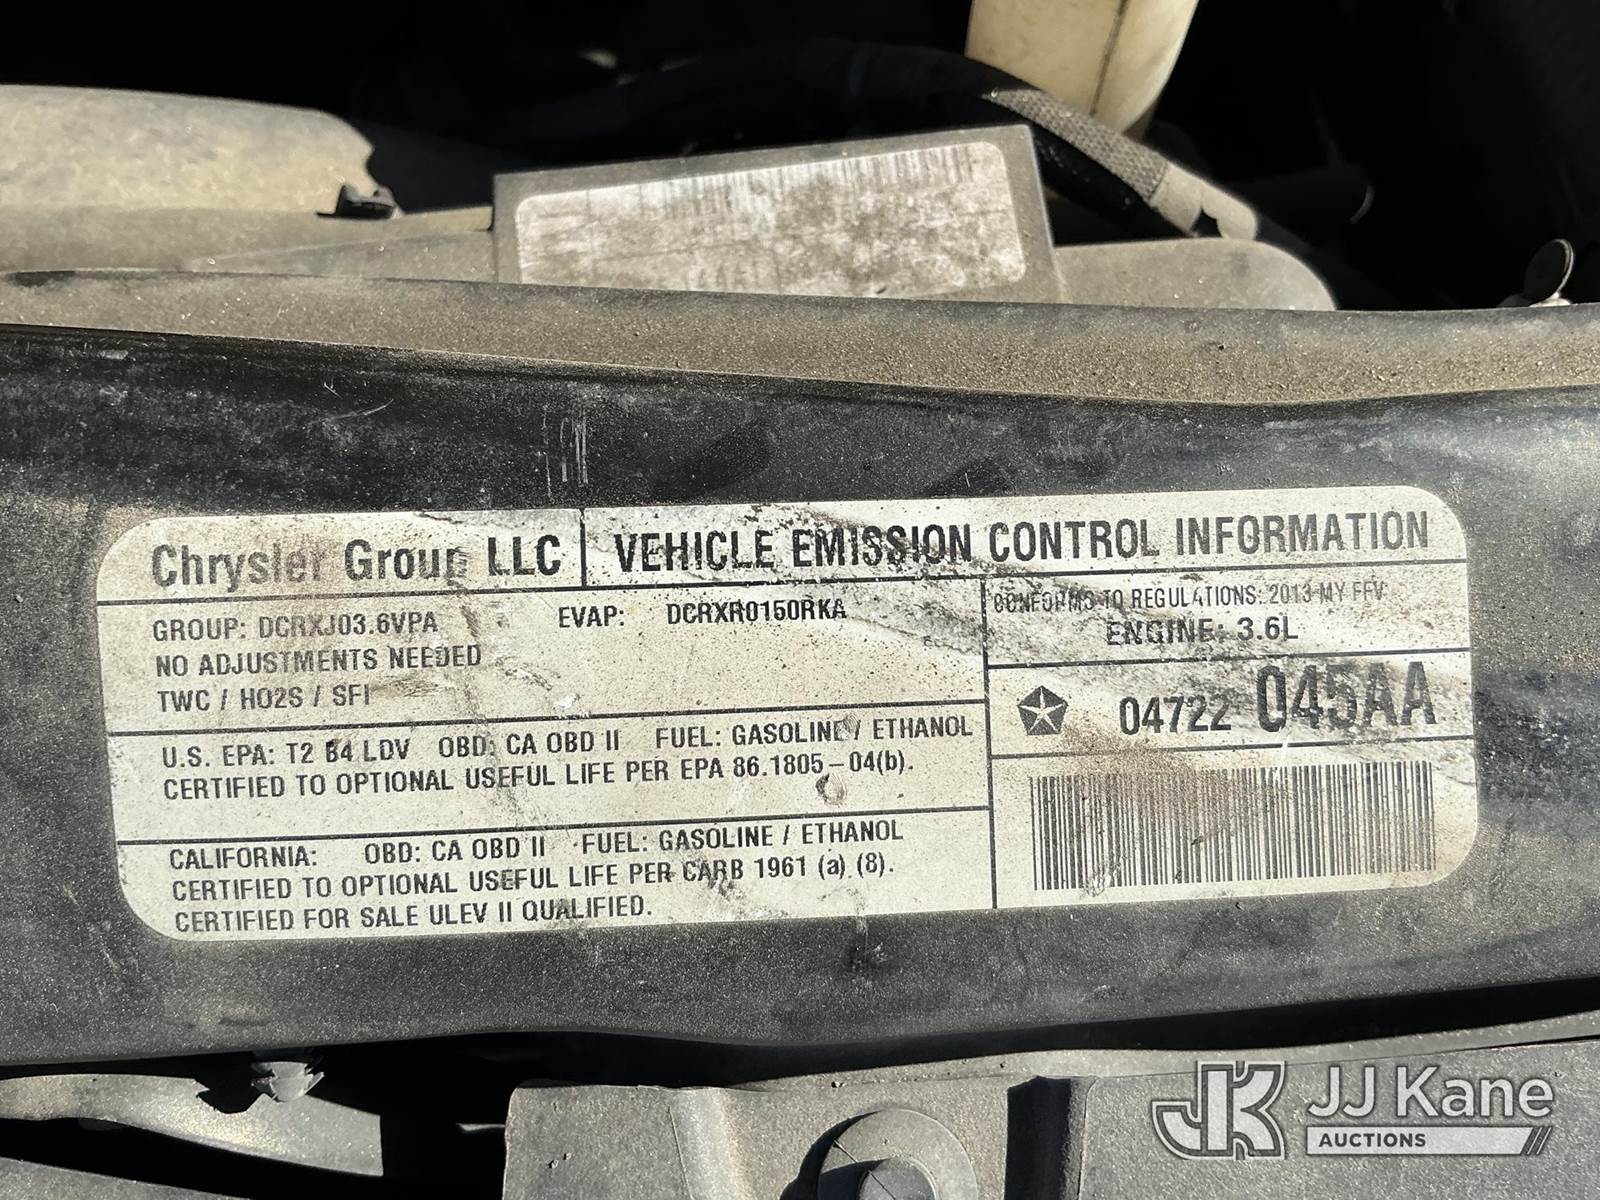 Chrysler Group LLC VEHICLE EMISSION CONTROL INFORMATION
GROUP: DCRXJ03.6VPA EVAP: DCRXR0150RKA
NO ADJUSTMENTS NEEDED
TWC / HO2S / SFI
CONFORMS TO REGULATIONS: 2013 MY FFV
ENGINE: 3.6L
04722 045AA
U.S. EPA: T2 B4 LDV OBD: CA OBD II FUEL: GASOLINE / ETHANOL
CERTIFIED TO OPTIONAL USEFUL LIFE PER EPA 86.1805-04(b).
CALIFORNIA: OBD: CA OBD II FUEL: GASOLINE / ETHANOL
CERTIFIED TO OPTIONAL USEFUL LIFE PER CARB 1961 (a) (8).
CERTIFIED FOR SALE ULEV II QUALIFIED.
JK JJ Kane
AUCTIONS